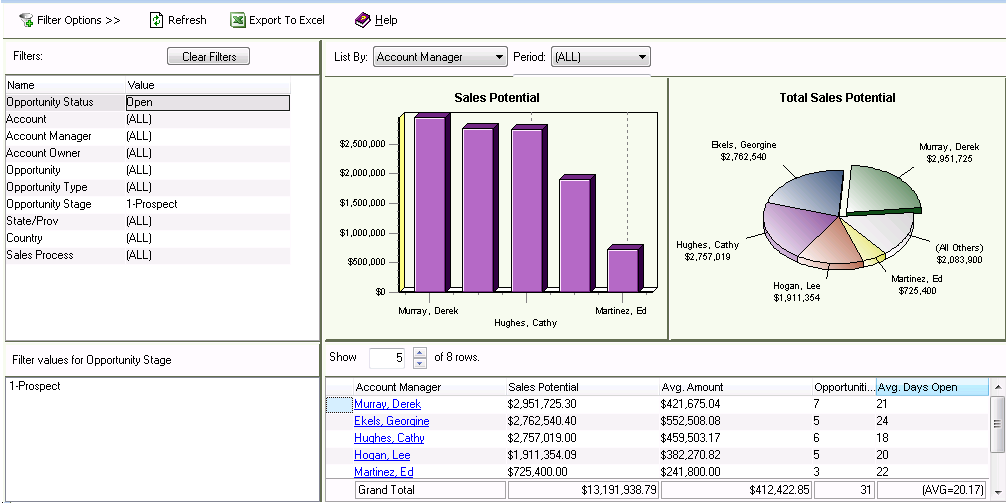 Filter Options >> Refresh Export To Excel Help
Filters: Clear Filters
Name Value
Opportunity Status Open
Account (ALL)
Account Manager (ALL)
Account Owner (ALL)
Opportunity (ALL)
Opportunity Type (ALL)
Opportunity Stage 1-Prospect
State/Prov (ALL)
Country (ALL)
Sales Process (ALL)
Filter values for Opportunity Stage
1-Prospect
List By: Account Manager Period: (ALL)
Sales Potential
$2,500,000
$2,000,000
$1,500,000
$1,000,000
$500,000
$0
Murray, Derek
Hughes, Cathy
Martinez, Ed
Total Sales Potential
Ekels, Georgine
$2,762,540
Murray, Derek
$2,951,725
Hughes, Cathy
$2,757,019
(All Others)
$2,083,900
Hogan, Lee
$1,911,354
Martinez, Ed
$725,400
Show 5 of 8 rows.
Account Manager Sales Potential Avg. Amount Opportuniti... Avg. Days Open
Murray, Derek $2,951,725.30 $421,675.04 7 21
Ekels, Georgine $2,762,540.40 $552,508.08 5 24
Hughes, Cathy $2,757,019.00 $459,503.17 6 18
Hogan, Lee $1,911,354.09 $382,270.82 5 20
Martinez, Ed $725,400.00 $241,800.00 3 22
Grand Total $13,191,938.79 $412,422.85 31 (AVG=20.17)